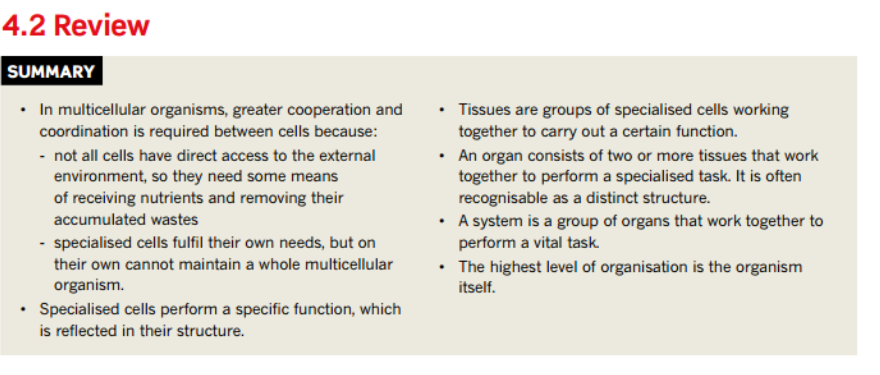 4.2 Review
SUMMARY
• In multicellular organisms, greater cooperation and
coordination is required between cells because:
- not all cells have direct access to the external
environment, so they need some means
of receiving nutrients and removing their
accumulated wastes
- specialised cells fulfil their own needs, but on
their own cannot maintain a whole multicellular
organism.
• Specialised cells perform a specific function, which
is reflected in their structure.
• Tissues are groups of specialised cells working
together to carry out a certain function.
• An organ consists of two or more tissues that work
together to perform a specialised task. It is often
recognisable as a distinct structure.
• A system is a group of organs that work together to
perform a vital task.
• The highest level of organisation is the organism
itself.